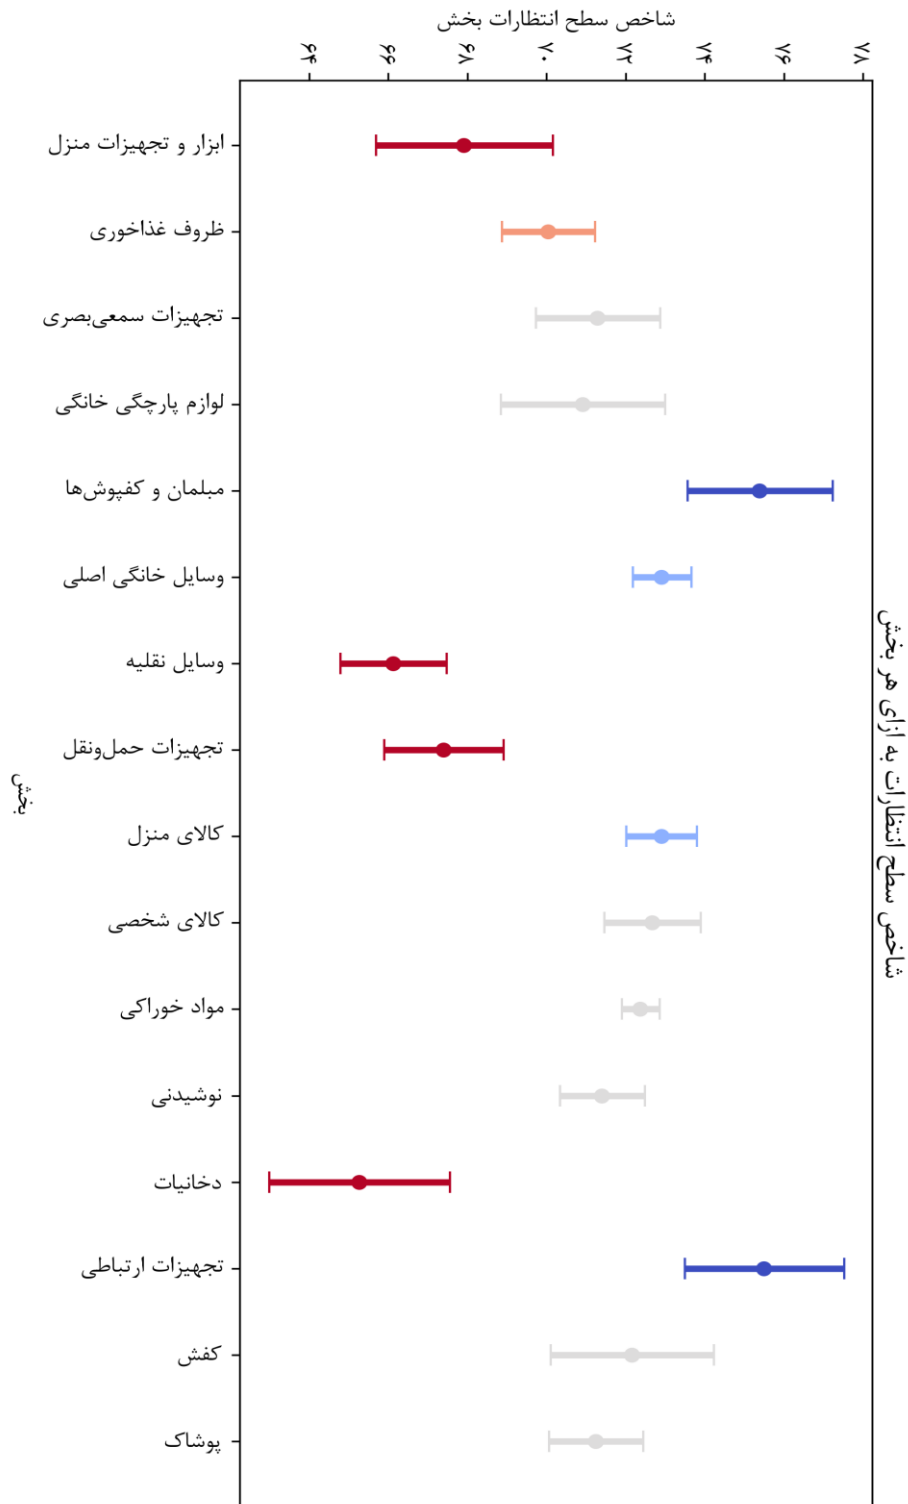 شاخص سطح انتظارات بخش
۶۴
۶۶
۶۸
۷۰
۷۲
۷۴
۷۶
۷۸
ابزار و تجهیزات منزل
ظروف غذاخوری
تجهیزات سمعی‌بصری
لوازم پارچگی خانگی
مبلمان و کفپوش‌ها
وسایل خانگی اصلی
وسایل نقلیه
تجهیزات حمل‌ونقل
کالای منزل
کالای شخصی
مواد خوراکی
نوشیدنی
دخانیات
تجهیزات ارتباطی
کفش
پوشاک
بخش
شاخص سطح انتظارات به ازای هر بخش